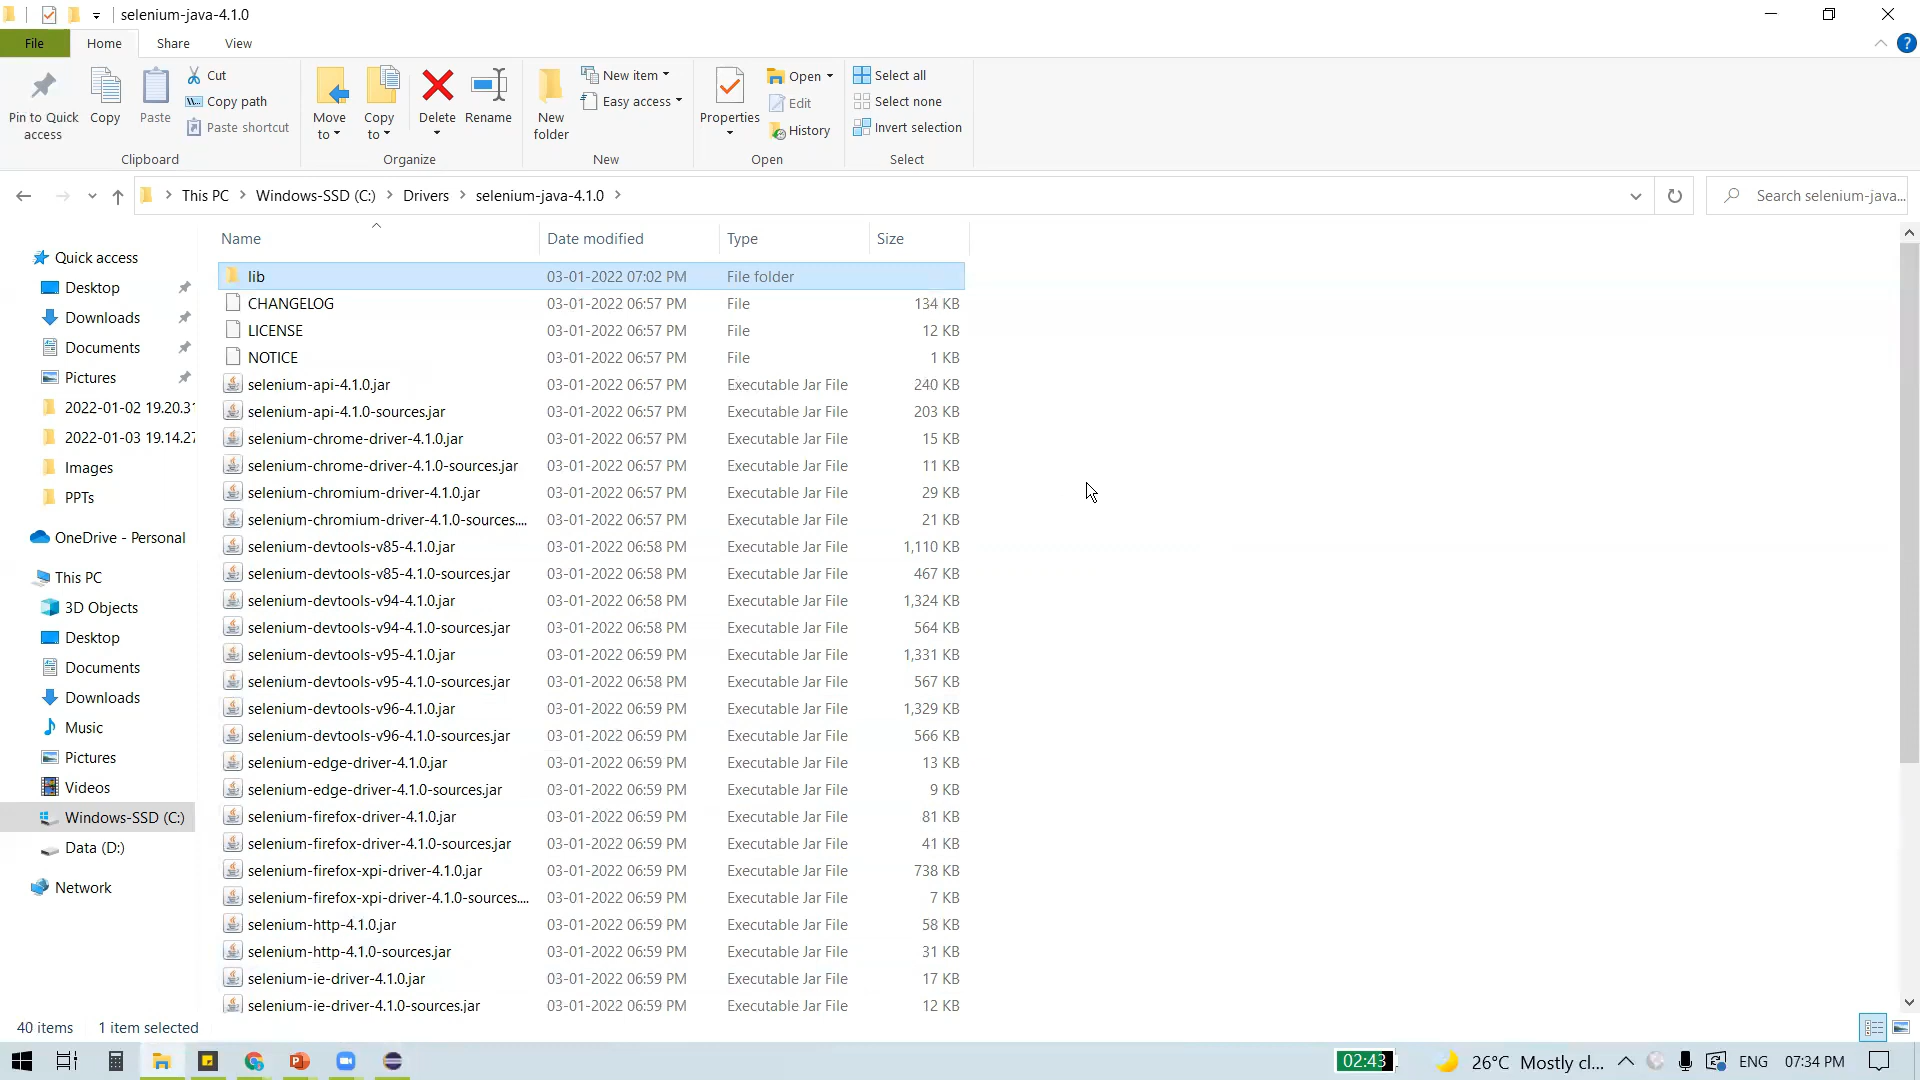 selenium-java-4.1.0
File Home Share View
Pin to Quick access
Copy
Paste
Cut
Copy path
Paste shortcut
Clipboard
Move to
Copy to
Delete
Rename
Organize
New folder
New item
Easy access
New
Properties
Open
Edit
History
Open
Select all
Select none
Invert selection
Select
This PC > Windows-SSD (C:) > Drivers > selenium-java-4.1.0 >
Search selenium-java...
Quick access
Desktop
Downloads
Documents
Pictures
2022-01-02 19.20.31
2022-01-03 19.14.27
Images
PPTs
OneDrive - Personal
This PC
3D Objects
Desktop
Documents
Downloads
Music
Pictures
Videos
Windows-SSD (C:)
Data (D:)
Network
Name Date modified Type Size
lib 03-01-2022 07:02 PM File folder
CHANGELOG 03-01-2022 06:57 PM File 134 KB
LICENSE 03-01-2022 06:57 PM File 12 KB
NOTICE 03-01-2022 06:57 PM File 1 KB
selenium-api-4.1.0.jar 03-01-2022 06:57 PM Executable Jar File 240 KB
selenium-api-4.1.0-sources.jar 03-01-2022 06:57 PM Executable Jar File 203 KB
selenium-chrome-driver-4.1.0.jar 03-01-2022 06:57 PM Executable Jar File 15 KB
selenium-chrome-driver-4.1.0-sources.jar 03-01-2022 06:57 PM Executable Jar File 11 KB
selenium-chromium-driver-4.1.0.jar 03-01-2022 06:57 PM Executable Jar File 29 KB
selenium-chromium-driver-4.1.0-sources.... 03-01-2022 06:57 PM Executable Jar File 21 KB
selenium-devtools-v85-4.1.0.jar 03-01-2022 06:58 PM Executable Jar File 1,110 KB
selenium-devtools-v85-4.1.0-sources.jar 03-01-2022 06:58 PM Executable Jar File 467 KB
selenium-devtools-v94-4.1.0.jar 03-01-2022 06:58 PM Executable Jar File 1,324 KB
selenium-devtools-v94-4.1.0-sources.jar 03-01-2022 06:58 PM Executable Jar File 564 KB
selenium-devtools-v95-4.1.0.jar 03-01-2022 06:59 PM Executable Jar File 1,331 KB
selenium-devtools-v95-4.1.0-sources.jar 03-01-2022 06:58 PM Executable Jar File 567 KB
selenium-devtools-v96-4.1.0.jar 03-01-2022 06:59 PM Executable Jar File 1,329 KB
selenium-devtools-v96-4.1.0-sources.jar 03-01-2022 06:59 PM Executable Jar File 566 KB
selenium-edge-driver-4.1.0.jar 03-01-2022 06:59 PM Executable Jar File 13 KB
selenium-edge-driver-4.1.0-sources.jar 03-01-2022 06:59 PM Executable Jar File 9 KB
selenium-firefox-driver-4.1.0.jar 03-01-2022 06:59 PM Executable Jar File 81 KB
selenium-firefox-driver-4.1.0-sources.jar 03-01-2022 06:59 PM Executable Jar File 41 KB
selenium-firefox-xpi-driver-4.1.0.jar 03-01-2022 06:59 PM Executable Jar File 738 KB
selenium-firefox-xpi-driver-4.1.0-sources.... 03-01-2022 06:59 PM Executable Jar File 7 KB
selenium-http-4.1.0.jar 03-01-2022 06:59 PM Executable Jar File 58 KB
selenium-http-4.1.0-sources.jar 03-01-2022 06:59 PM Executable Jar File 31 KB
selenium-ie-driver-4.1.0.jar 03-01-2022 06:59 PM Executable Jar File 17 KB
selenium-ie-driver-4.1.0-sources.jar 03-01-2022 06:59 PM Executable Jar File 12 KB
40 items 1 item selected
02:43 26°C Mostly cl... ENG 07:34 PM